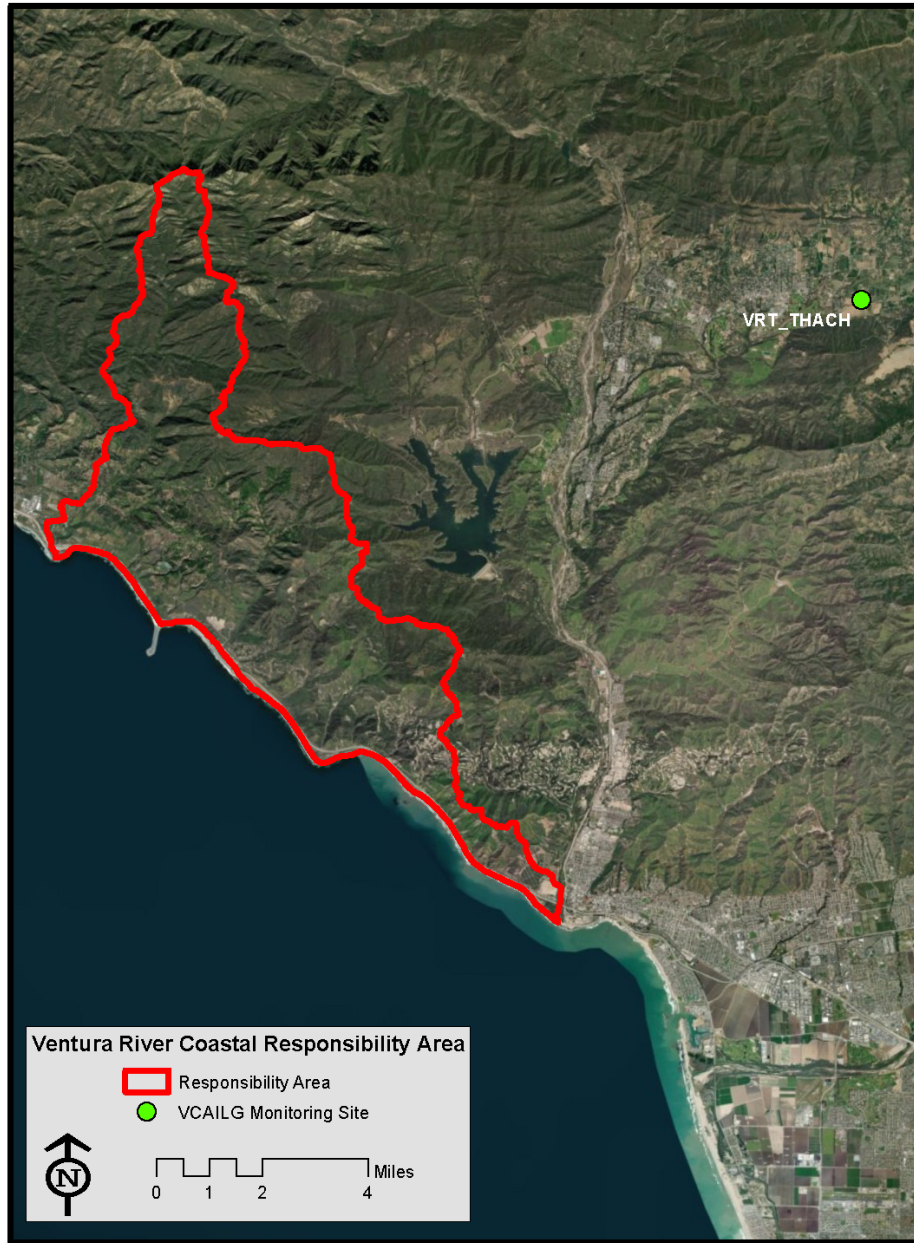 VRT_THACH
Ventura River Coastal Responsibility Area
Responsibility Area
VCAILG Monitoring Site
N
Miles
0 1 2 4